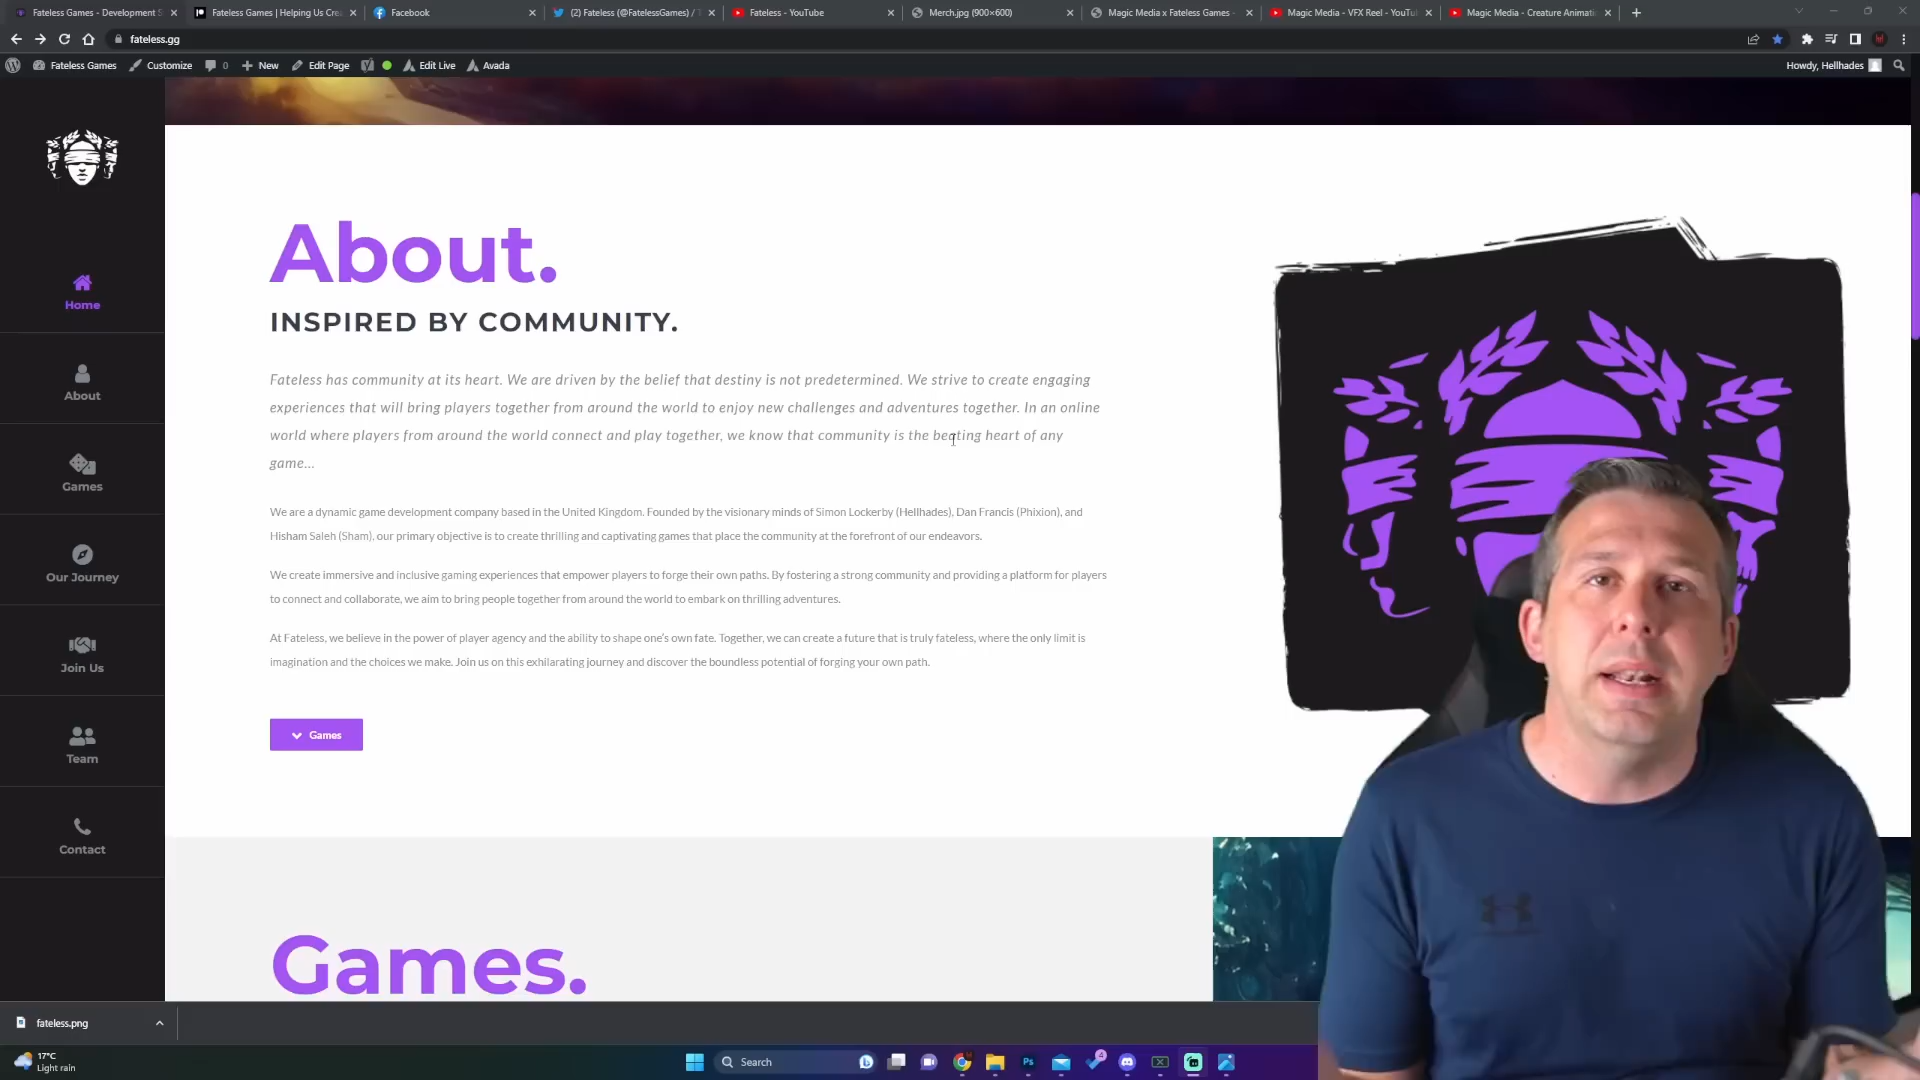 Fateless Games - Development S
Fateless Games | Helping Us Crea
Facebook
(2) Fateless (@FatelessGames) / T
Fateless - YouTube
Merch.jpg (900×600)
Magic Media x Fateless Games -
Magic Media - VFX Reel - YouTu
Magic Media - Creature Animati
fateless.gg
Fateless Games
Customize
0
New
Edit Page
Edit Live
Avada
Howdy, Hellhades
Home
About
Games
Our Journey
Join Us
Team
Contact
About.
INSPIRED BY COMMUNITY.
Fateless has community at its heart. We are driven by the belief that destiny is not predetermined. We strive to create engaging
experiences that will bring players together from around the world to enjoy new challenges and adventures together. In an online
world where players from around the world connect and play together, we know that community is the beating heart of any
game...
We are a dynamic game development company based in the United Kingdom. Founded by the visionary minds of Simon Lockerby (Hellhades), Dan Francis (Phixion), and
Hisham Saleh (Sham), our primary objective is to create thrilling and captivating games that place the community at the forefront of our endeavors.
We create immersive and inclusive gaming experiences that empower players to forge their own paths. By fostering a strong community and providing a platform for players
to connect and collaborate, we aim to bring people together from around the world to embark on thrilling adventures.
At Fateless, we believe in the power of player agency and the ability to shape one's own fate. Together, we can create a future that is truly fateless, where the only limit is
imagination and the choices we make. Join us on this exhilarating journey and discover the boundless potential of forging your own path.
Games
Games.
fateless.png
17°C
Light rain
Search
Ps
4